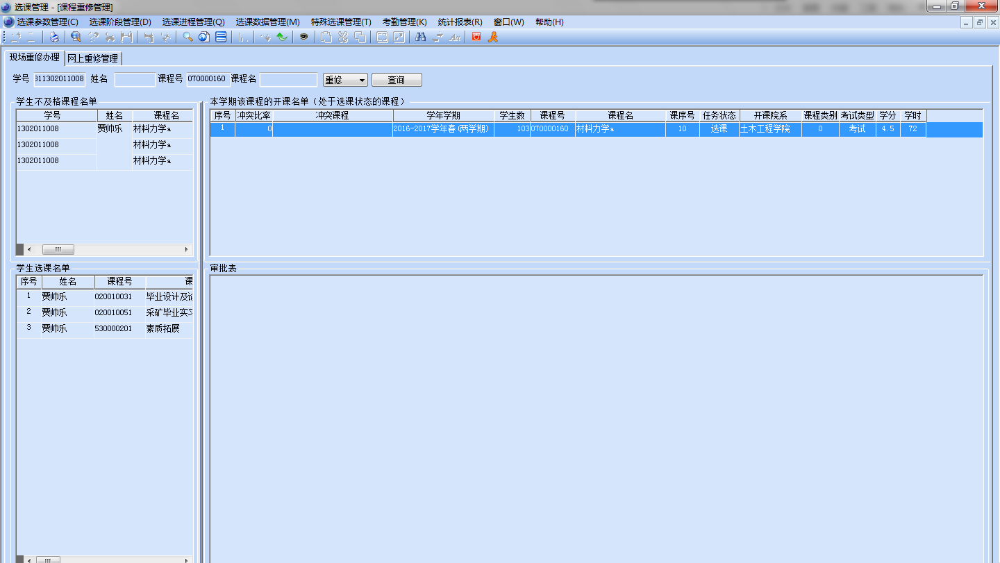 选课管理 - [课程重修管理]
选课参数管理(C) 选课阶段管理(D) 选课进程管理(Q) 选课数据管理(M) 特殊选课管理(T) 考勤管理(K) 统计报表(R) 窗口(W) 帮助(H)
现场重修办理 网上重修管理
学号 311302011008 姓名 课程号 070000160 课程名 重修 查询
学生不及格课程名单
学号 姓名 课程名
1302011008 贾帅乐 材料力学a
1302011008 材料力学a
1302011008 材料力学a
本学期该课程的开课名单(处于选课状态的课程)
序号 冲突比率 冲突课程 学年学期 学生数 课程号 课程名 课序号 任务状态 开课院系 课程类别 考试类型 学分 学时
1 0 2016-2017学年春(两学期) 103 070000160 材料力学a 10 选课 土木工程学院 0 考试 4.5 72
学生选课名单
序号 姓名 课程号 课
1 贾帅乐 020010031 毕业设计及论
2 贾帅乐 020010051 采矿毕业实习
3 贾帅乐 530000201 素质拓展
审批表